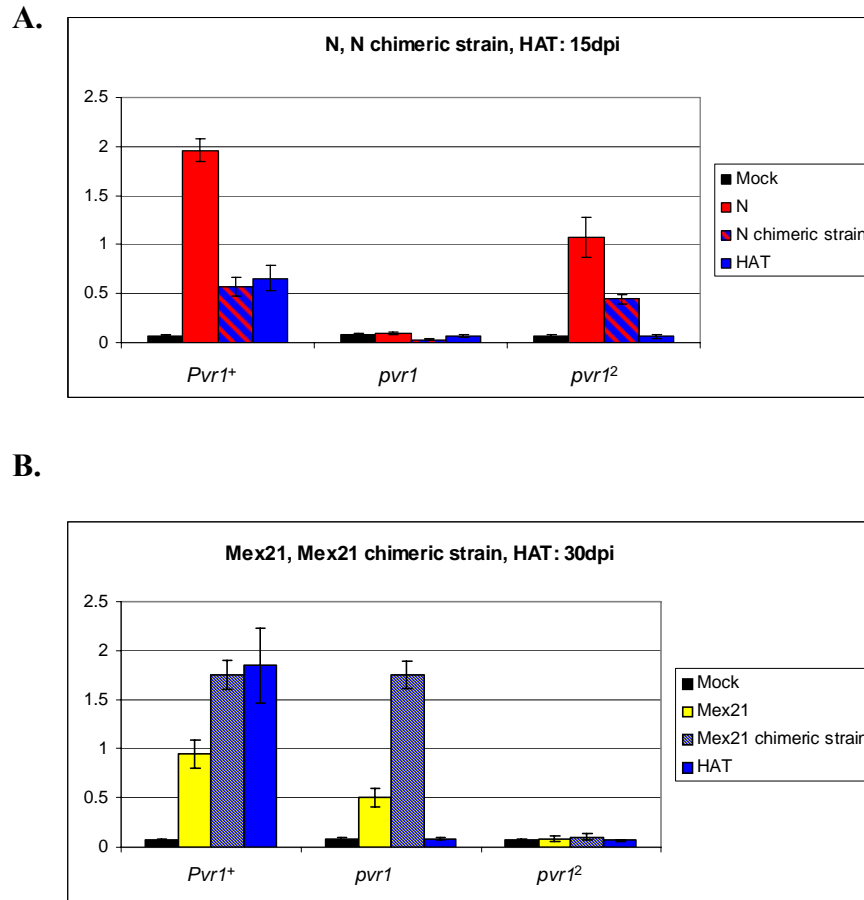 A.
N, N chimeric strain, HAT: 15dpi
2.5
2
1.5
1
0.5
0
Pvr1+
pvr1
pvr1²
Mock
N
N chimeric strain
HAT
B.
Mex21, Mex21 chimeric strain, HAT: 30dpi
2.5
2
1.5
1
0.5
0
Pvr1+
pvr1
pvr1²
Mock
Mex21
Mex21 chimeric strain
HAT